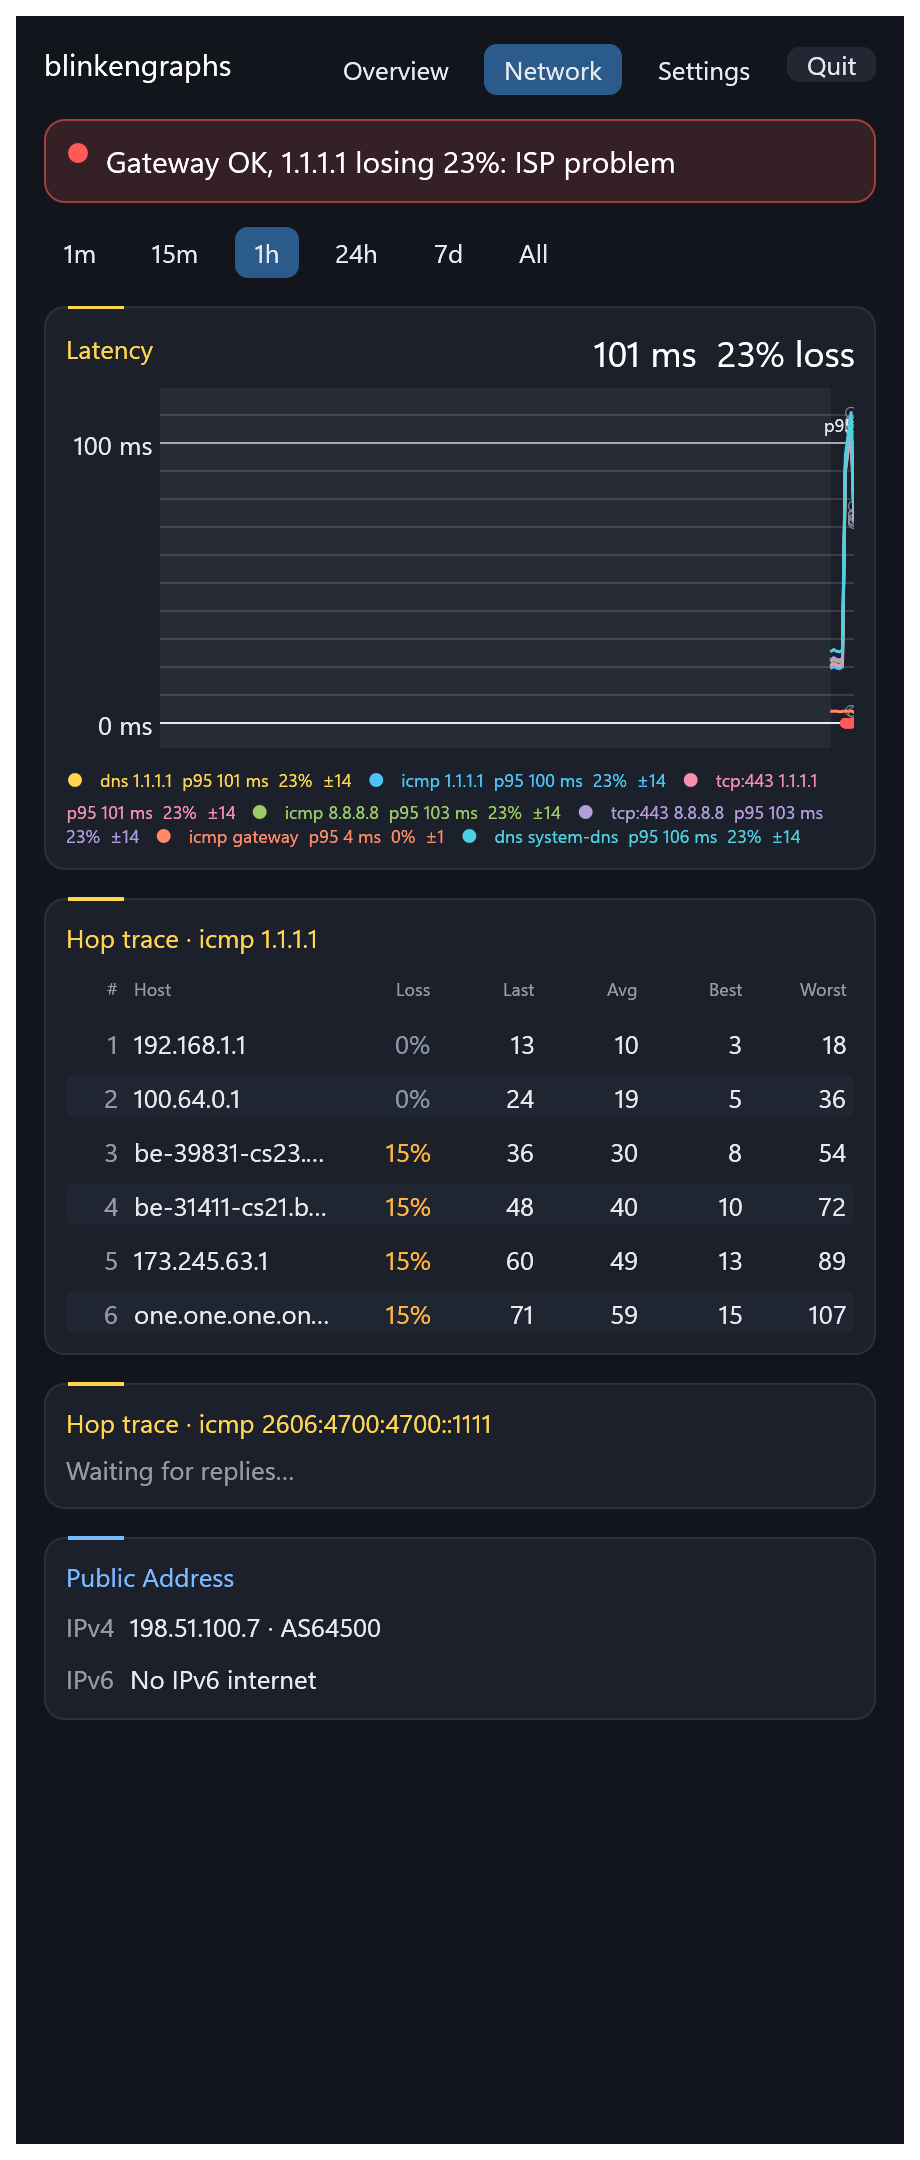 blinkengraphs Overview Network Settings Quit
Gateway OK, 1.1.1.1 losing 23%: ISP problem
1m 15m 1h 24h 7d All
Latency 101 ms 23% loss
p95
100 ms
0 ms
dns 1.1.1.1 p95 101 ms 23% ±14 icmp 1.1.1.1 p95 100 ms 23% ±14 tcp:443 1.1.1.1
p95 101 ms 23% ±14 icmp 8.8.8.8 p95 103 ms 23% ±14 tcp:443 8.8.8.8 p95 103 ms
23% ±14 icmp gateway p95 4 ms 0% ±1 dns system-dns p95 106 ms 23% ±14
Hop trace · icmp 1.1.1.1
# Host Loss Last Avg Best Worst
1 192.168.1.1 0% 13 10 3 18
2 100.64.0.1 0% 24 19 5 36
3 be-39831-cs23.... 15% 36 30 8 54
4 be-31411-cs21.b... 15% 48 40 10 72
5 173.245.63.1 15% 60 49 13 89
6 one.one.one.on... 15% 71 59 15 107
Hop trace · icmp 2606:4700:4700::1111
Waiting for replies...
Public Address
IPv4 198.51.100.7 · AS64500
IPv6 No IPv6 internet